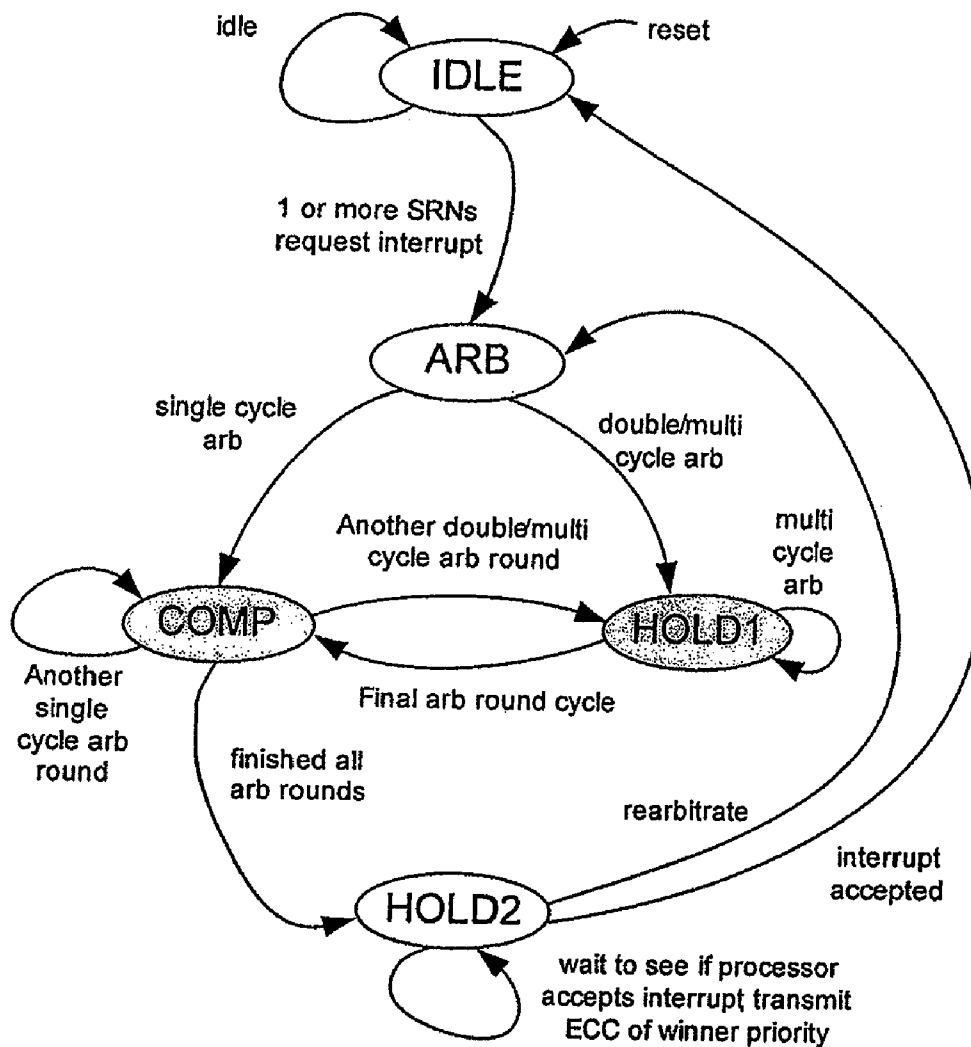 idle
reset
IDLE
1 or more SRNs
request interrupt
ARB
single cycle
arb
double/multi
cycle arb
Another double/multi
cycle arb round
multi
cycle
arb
COMP
HOLD1
Another
single
cycle arb
round
Final arb round cycle
finished all
arb rounds
rearbitrate
interrupt
accepted
HOLD2
wait to see if processor
accepts interrupt, transmit
ECC of winner priority